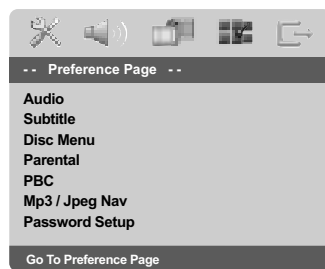 - - Preference Page - -
Audio
Subtitle
Disc Menu
Parental
PBC
Mp3 / Jpeg Nav
Password Setup
Go To Preference Page